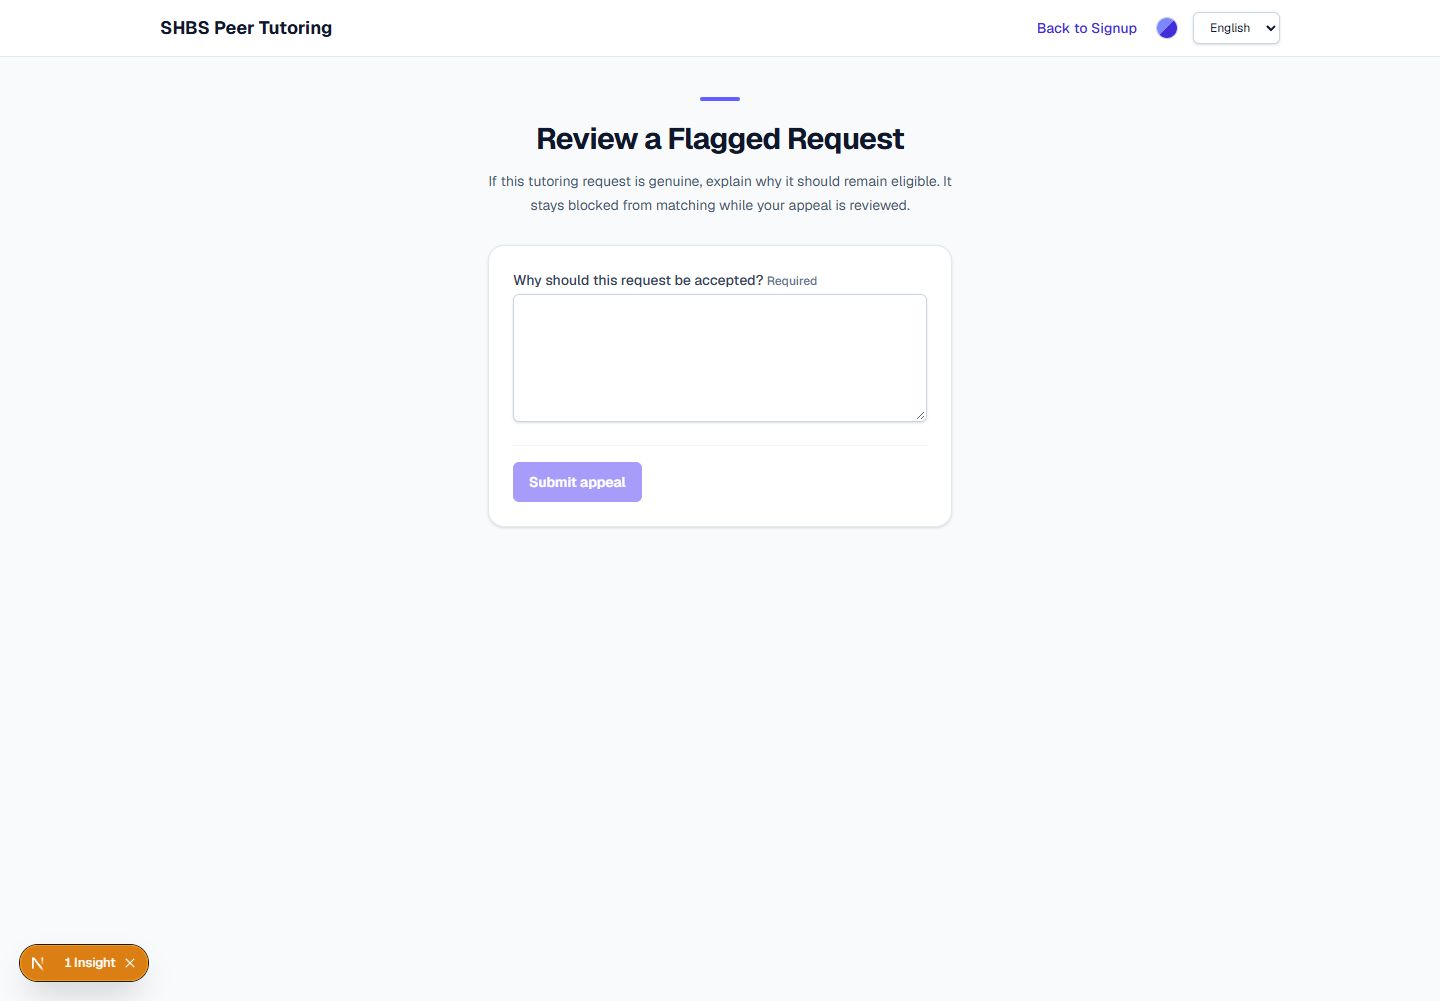 SHBS Peer Tutoring
Back to Signup
English
Review a Flagged Request
If this tutoring request is genuine, explain why it should remain eligible. It
stays blocked from matching while your appeal is reviewed.
Why should this request be accepted? Required
Submit appeal
N 1 Insight